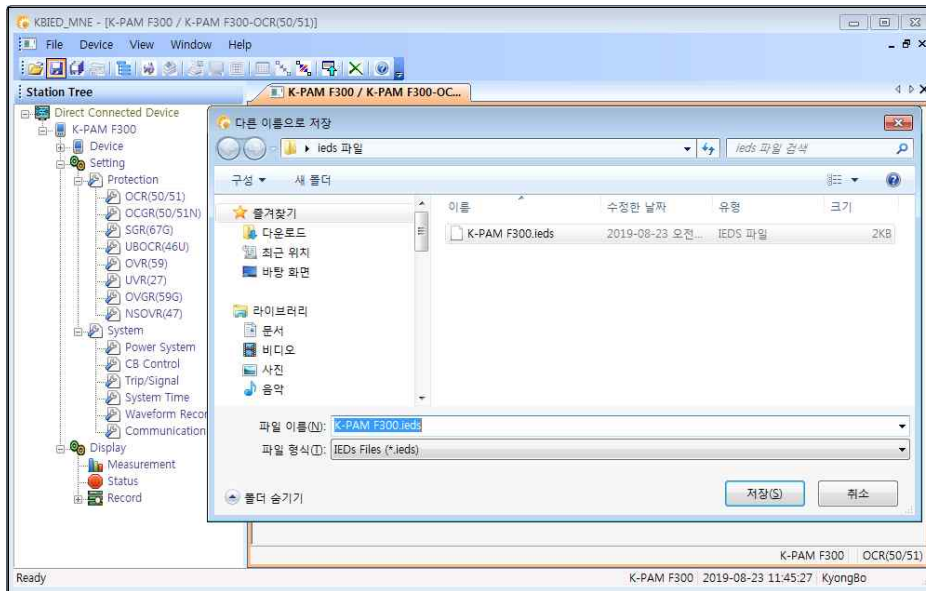 KBIED_MNE - [K-PAM F300 / K-PAM F300-OCR(50/51)]
File Device View Window Help
Station Tree
K-PAM F300 / K-PAM F300-OC...
Direct Connected Device
K-PAM F300
Device
Setting
Protection
OCR(50/51)
OCGR(50/51N)
SGR(67G)
UBOCR(46U)
OVR(59)
UVR(27)
OVGR(59G)
NSOVR(47)
System
Power System
CB Control
Trip/Signal
System Time
Waveform Recor
Communication
Display
Measurement
Status
Record
다른 이름으로 저장
ieds 파일
ieds 파일 검색
구성 새 폴더
즐겨찾기
다운로드
최근 위치
바탕 화면
라이브러리
문서
비디오
사진
음악
이름 수정한 날짜 유형 크기
K-PAM F300.ieds 2019-08-23 오전... IEDS 파일 2KB
파일 이름(N): K-PAM F300.ieds
파일 형식(T): IEDs Files (*.ieds)
폴더 숨기기
저장(S) 취소
K-PAM F300 OCR(50/51)
Ready K-PAM F300 2019-08-23 11:45:27 KyongBo